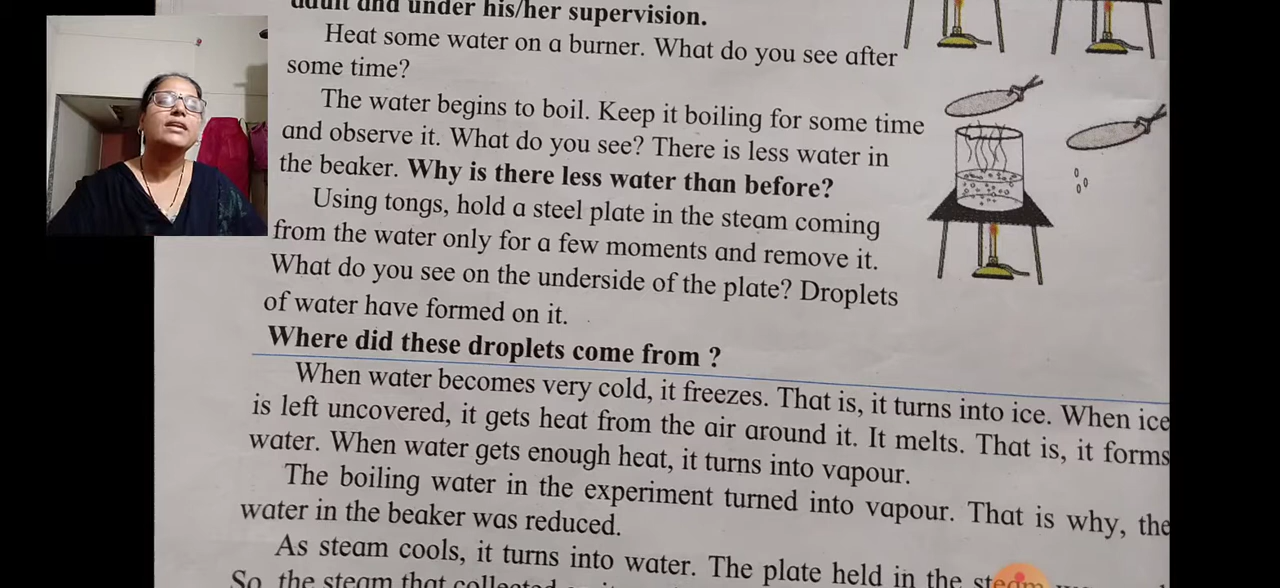 adult and under his/her supervision.
Heat some water on a burner. What do you see after
some time?
The water begins to boil. Keep it boiling for some time
and observe it. What do you see? There is less water in
the beaker. Why is there less water than before?
Using tongs, hold a steel plate in the steam coming
from the water only for a few moments and remove it.
What do you see on the underside of the plate? Droplets
of water have formed on it.
Where did these droplets come from ?
When water becomes very cold, it freezes. That is, it turns into ice. When ice
is left uncovered, it gets heat from the air around it. It melts. That is, it forms
water. When water gets enough heat, it turns into vapour.
The boiling water in the experiment turned into vapour. That is why, the
water in the beaker was reduced.
As steam cools, it turns into water. The plate held in the steam
So, the steam that collected